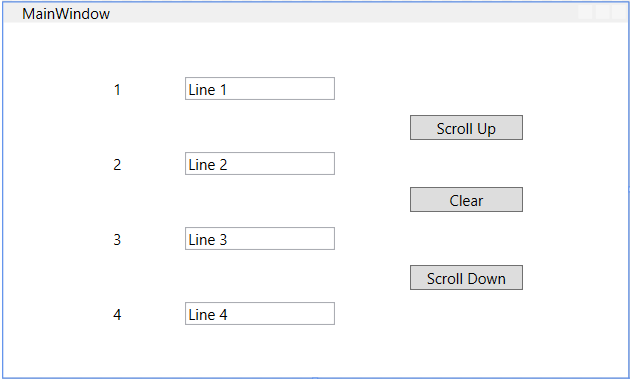 MainWindow
1 Line 1
Scroll Up
2 Line 2
Clear
3 Line 3
Scroll Down
4 Line 4